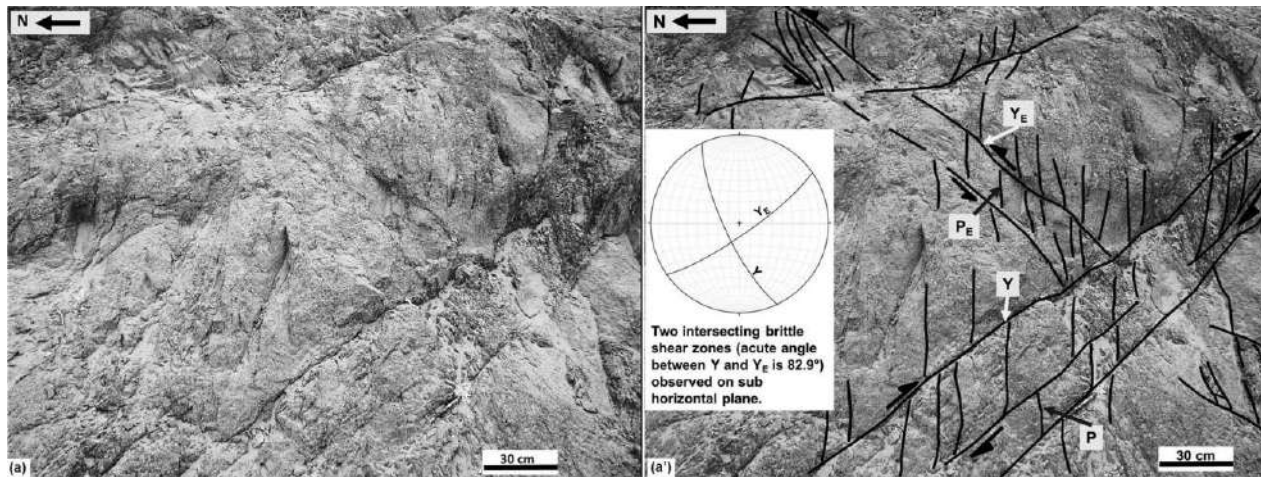 N
(a)
30 cm
N
Y_E
P_E
Y_E
Y
Y
Two intersecting brittle
shear zones (acute angle
between Y and Y_E is 82.9°)
observed on sub
horizontal plane.
P
(a')
30 cm